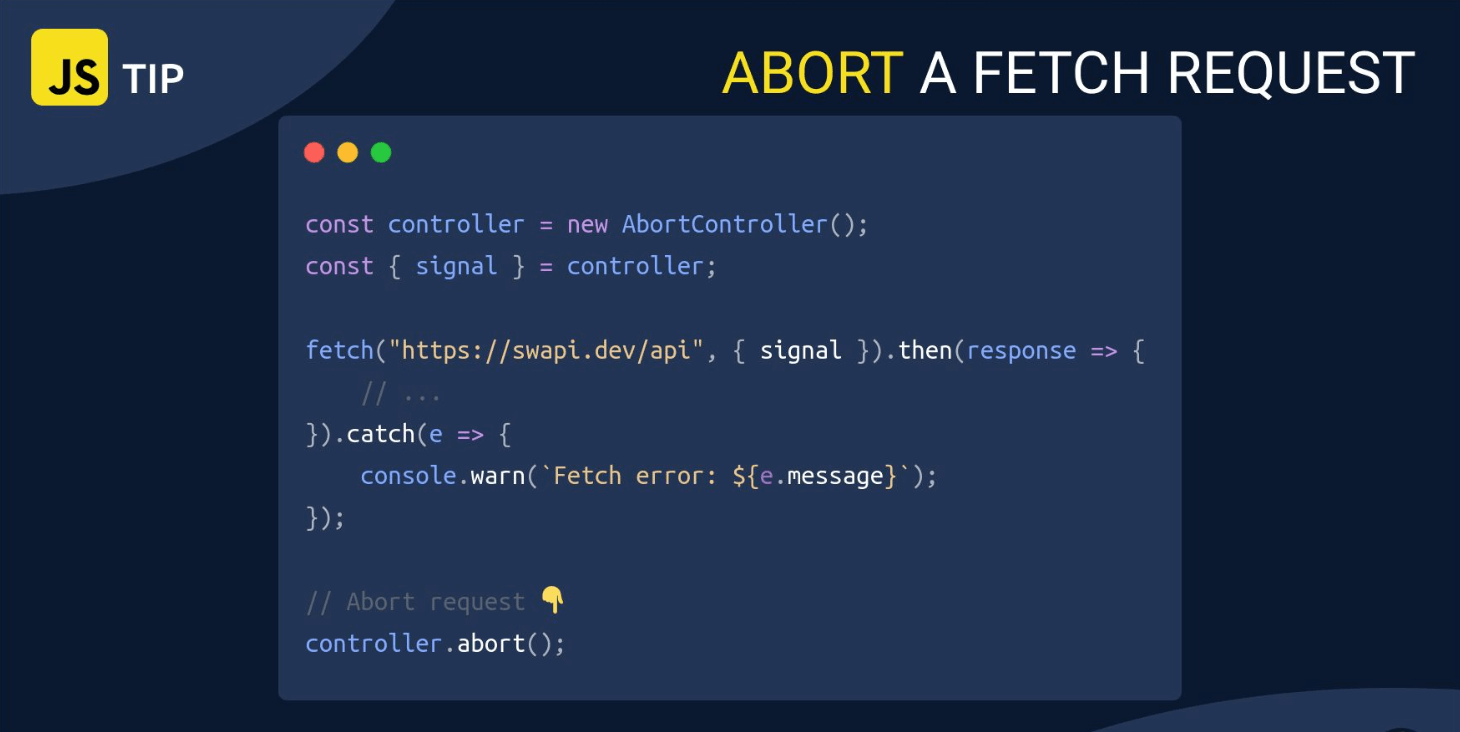 JS TIP
ABORT A FETCH REQUEST
const controller = new AbortController();
const { signal } = controller;
fetch("https://swapi.dev/api", { signal }).then(response => {
    // ...
}).catch(e => {
    console.warn(`Fetch error: ${e.message}`);
});
// Abort request 👇
controller.abort();